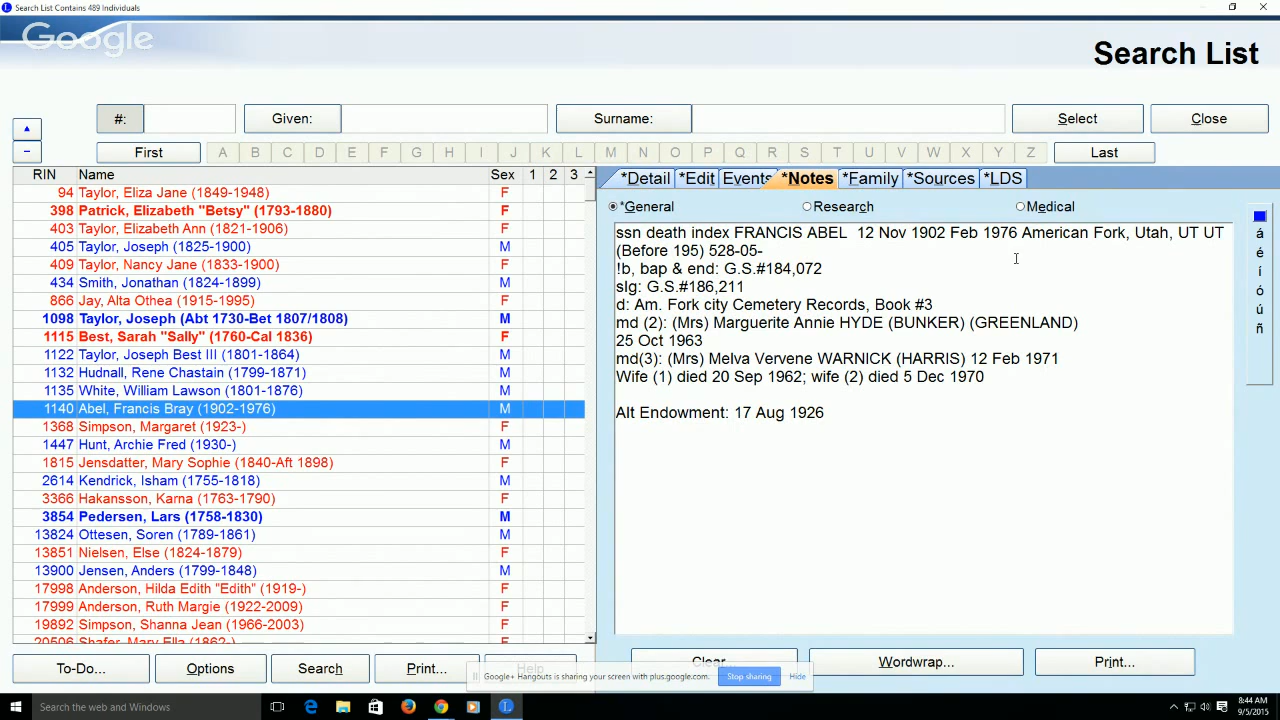 Search List Contains 489 Individuals
Google
Search List
#:
Given:
Surname:
Select
Close
First
A B C D E F G H I J K L M N O P Q R S T U V W X Y Z
Last
RIN Name Sex 1 2 3
94 Taylor, Eliza Jane (1849-1948) F
398 Patrick, Elizabeth "Betsy" (1793-1880) F
403 Taylor, Elizabeth Ann (1821-1906) F
405 Taylor, Joseph (1825-1900) M
409 Taylor, Nancy Jane (1833-1900) F
434 Smith, Jonathan (1824-1899) M
866 Jay, Alta Othea (1915-1995) F
1098 Taylor, Joseph (Abt 1730-Bet 1807/1808) M
1115 Best, Sarah "Sally" (1760-Cal 1836) F
1122 Taylor, Joseph Best III (1801-1864) M
1132 Hudnall, Rene Chastain (1799-1871) M
1135 White, William Lawson (1801-1876) M
1140 Abel, Francis Bray (1902-1976) M
1368 Simpson, Margaret (1923-) F
1447 Hunt, Archie Fred (1930-) M
1815 Jensdatter, Mary Sophie (1840-Aft 1898) F
2614 Kendrick, Isham (1755-1818) M
3366 Hakansson, Karna (1763-1790) F
3854 Pedersen, Lars (1758-1830) M
13824 Ottesen, Soren (1789-1861) M
13851 Nielsen, Else (1824-1879) F
13900 Jensen, Anders (1799-1848) M
17998 Anderson, Hilda Edith "Edith" (1919-) F
17999 Anderson, Ruth Margie (1922-2009) F
19892 Simpson, Shanna Jean (1966-2003) F
20506 Shafer, Mary Ella (1862-) F
*Detail *Edit Events *Notes *Family *Sources *LDS
*General Research Medical
ssn death index FRANCIS ABEL 12 Nov 1902 Feb 1976 American Fork, Utah, UT UT
(Before 195) 528-05-
!b, bap & end: G.S.#184,072
slg: G.S.#186,211
d: Am. Fork city Cemetery Records, Book #3
md (2): (Mrs) Marguerite Annie HYDE (BUNKER) (GREENLAND)
25 Oct 1963
md(3): (Mrs) Melva Vervene WARNICK (HARRIS) 12 Feb 1971
Wife (1) died 20 Sep 1962; wife (2) died 5 Dec 1970
Alt Endowment: 17 Aug 1926
á
é
í
ó
ú
ñ
To-Do...
Options
Search
Print...
Help
Clear...
Wordwrap...
Print...
Google+ Hangouts is sharing your screen with plus.google.com.
Stop sharing
Hide
Search the web and Windows
8:44 AM
9/5/2015